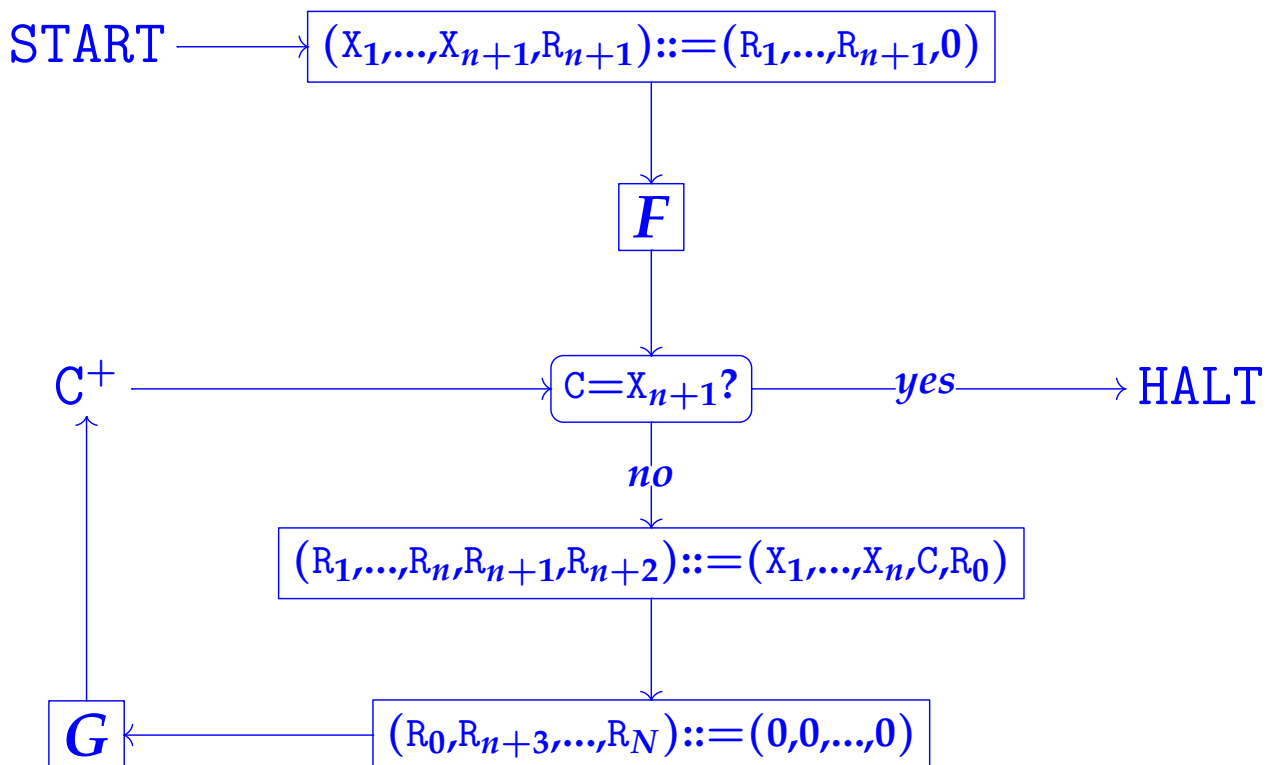 START (X₁,...,Xₙ₊₁,Rₙ₊₁)::=(R₁,...,Rₙ₊₁,0)
F
C⁺ C=Xₙ₊₁? yes HALT
no
(R₁,...,Rₙ,Rₙ₊₁,Rₙ₊₂)::=(X₁,...,Xₙ,C,R₀)
G (R₀,Rₙ₊₃,...,R_N)::=(0,0,...,0)